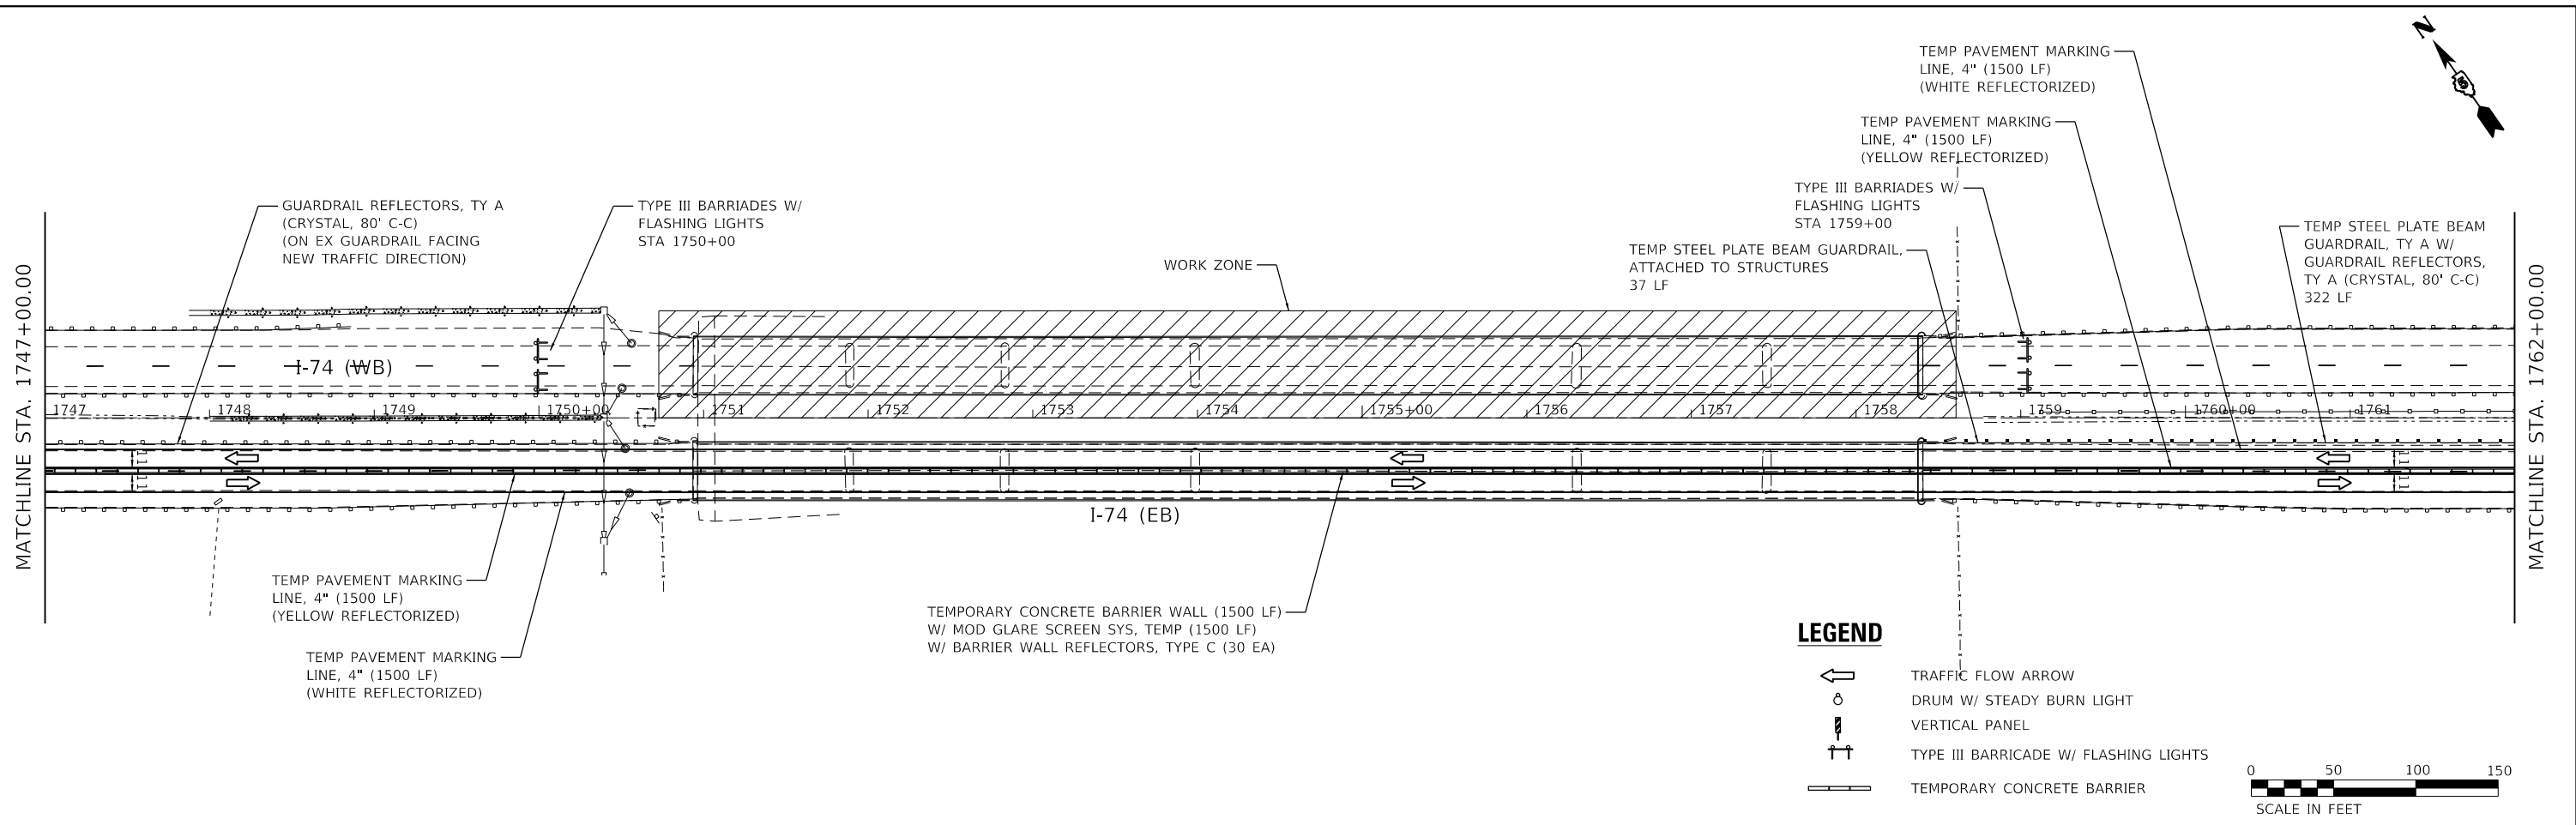 TEMP PAVEMENT MARKING
LINE, 4" (1500 LF)
(WHITE REFLECTORIZED)
N
TEMP PAVEMENT MARKING
LINE, 4" (1500 LF)
(YELLOW REFLECTORIZED)
TYPE III BARRIADES W/
FLASHING LIGHTS
STA 1759+00
GUARDRAIL REFLECTORS, TY A
(CRYSTAL, 80' C-C)
(ON EX GUARDRAIL FACING
NEW TRAFFIC DIRECTION)
TYPE III BARRIADES W/
FLASHING LIGHTS
STA 1750+00
WORK ZONE
TEMP STEEL PLATE BEAM GUARDRAIL,
ATTACHED TO STRUCTURES
37 LF
TEMP STEEL PLATE BEAM
GUARDRAIL, TY A W/
GUARDRAIL REFLECTORS,
TY A (CRYSTAL, 80' C-C)
322 LF
MATCHLINE STA. 1747+00.00
MATCHLINE STA. 1762+00.00
I-74 (WB)
1747
1748
1749
1750+00
1751
1752
1753
1754
1755+00
1756
1757
1758
1759
1760+00
1761
11
11
11
11
I-74 (EB)
TEMP PAVEMENT MARKING
LINE, 4" (1500 LF)
(YELLOW REFLECTORIZED)
TEMP PAVEMENT MARKING
LINE, 4" (1500 LF)
(WHITE REFLECTORIZED)
TEMPORARY CONCRETE BARRIER WALL (1500 LF)
W/ MOD GLARE SCREEN SYS, TEMP (1500 LF)
W/ BARRIER WALL REFLECTORS, TYPE C (30 EA)
LEGEND
TRAFFIC FLOW ARROW
DRUM W/ STEADY BURN LIGHT
VERTICAL PANEL
TYPE III BARRICADE W/ FLASHING LIGHTS
TEMPORARY CONCRETE BARRIER
0 50 100 150
SCALE IN FEET